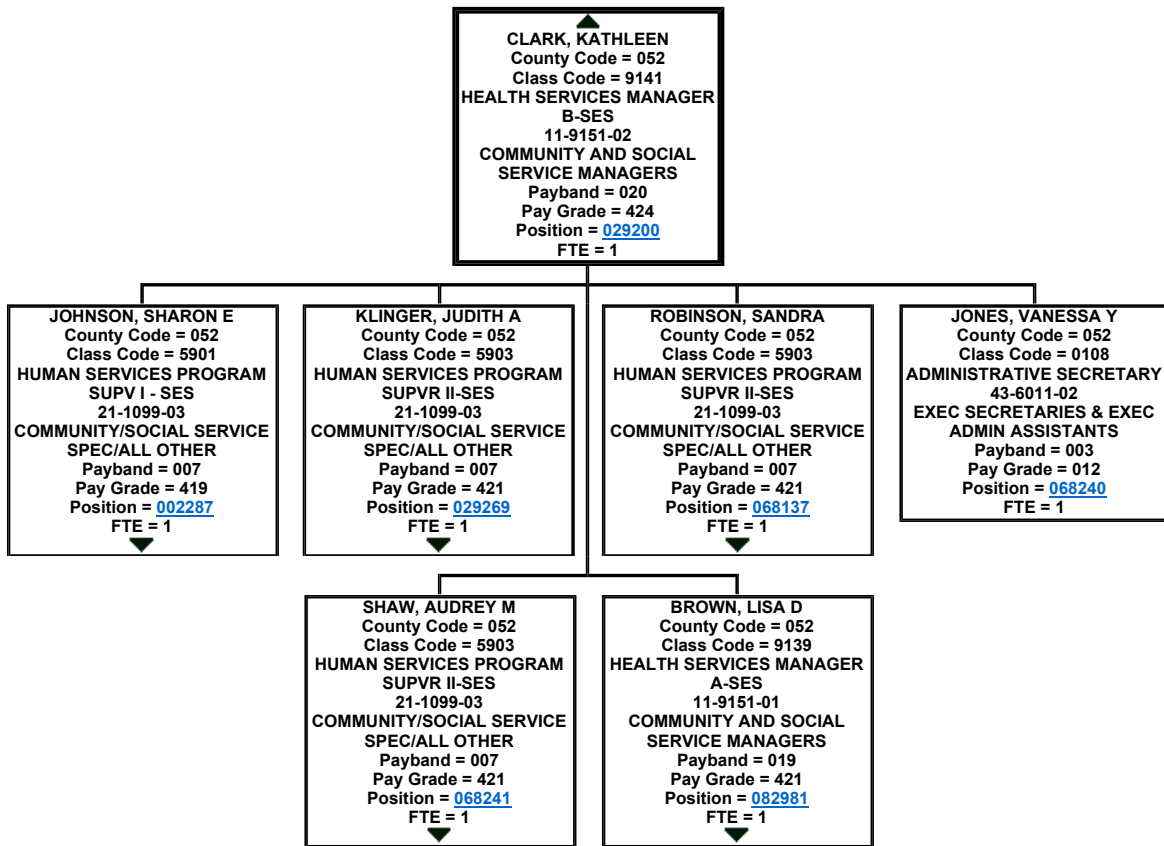 CLARK, KATHLEEN
County Code = 052
Class Code = 9141
HEALTH SERVICES MANAGER
B-SES
11-9151-02
COMMUNITY AND SOCIAL
SERVICE MANAGERS
Payband = 020
Pay Grade = 424
Position = 029200
FTE = 1
JOHNSON, SHARON E
County Code = 052
Class Code = 5901
HUMAN SERVICES PROGRAM
SUPV I - SES
21-1099-03
COMMUNITY/SOCIAL SERVICE
SPEC/ALL OTHER
Payband = 007
Pay Grade = 419
Position = 002287
FTE = 1
KLINGER, JUDITH A
County Code = 052
Class Code = 5903
HUMAN SERVICES PROGRAM
SUPVR II-SES
21-1099-03
COMMUNITY/SOCIAL SERVICE
SPEC/ALL OTHER
Payband = 007
Pay Grade = 421
Position = 029269
FTE = 1
ROBINSON, SANDRA
County Code = 052
Class Code = 5903
HUMAN SERVICES PROGRAM
SUPVR II-SES
21-1099-03
COMMUNITY/SOCIAL SERVICE
SPEC/ALL OTHER
Payband = 007
Pay Grade = 421
Position = 068137
FTE = 1
JONES, VANESSA Y
County Code = 052
Class Code = 0108
ADMINISTRATIVE SECRETARY
43-6011-02
EXEC SECRETARIES & EXEC
ADMIN ASSISTANTS
Payband = 003
Pay Grade = 012
Position = 068240
FTE = 1
SHAW, AUDREY M
County Code = 052
Class Code = 5903
HUMAN SERVICES PROGRAM
SUPVR II-SES
21-1099-03
COMMUNITY/SOCIAL SERVICE
SPEC/ALL OTHER
Payband = 007
Pay Grade = 421
Position = 068241
FTE = 1
BROWN, LISA D
County Code = 052
Class Code = 9139
HEALTH SERVICES MANAGER
A-SES
11-9151-01
COMMUNITY AND SOCIAL
SERVICE MANAGERS
Payband = 019
Pay Grade = 421
Position = 082981
FTE = 1